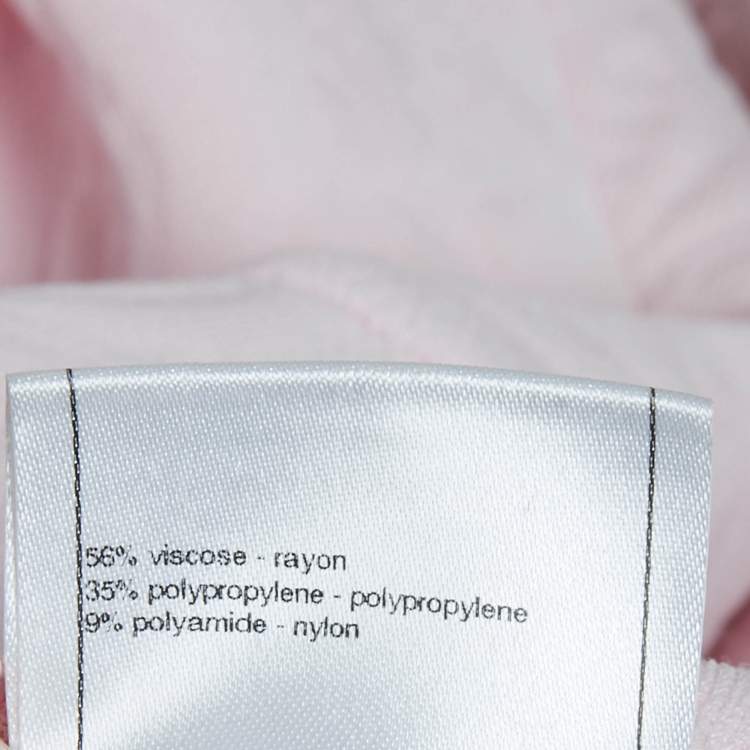 56% viscose - rayon
35% polypropylene - polypropylene
9% polyamide - nylon